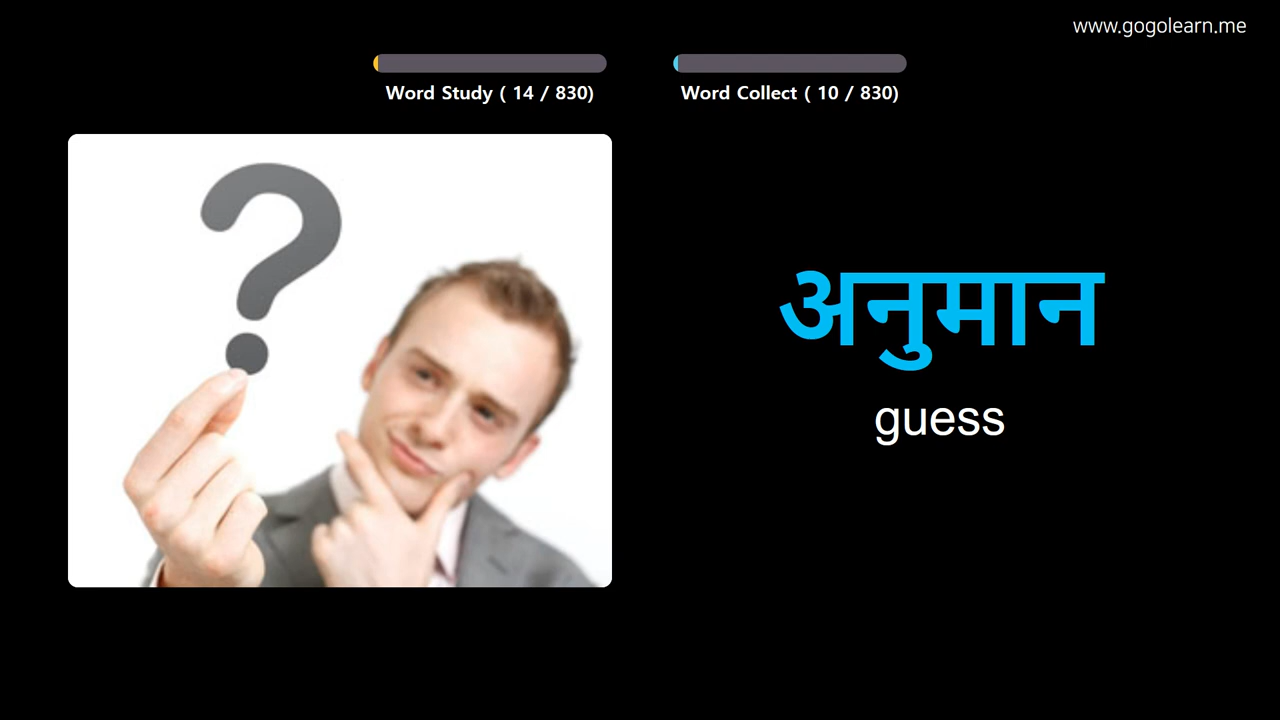 www.gogolearn.me
Word Study ( 14 / 830)
Word Collect ( 10 / 830)
?
अनुमान
guess